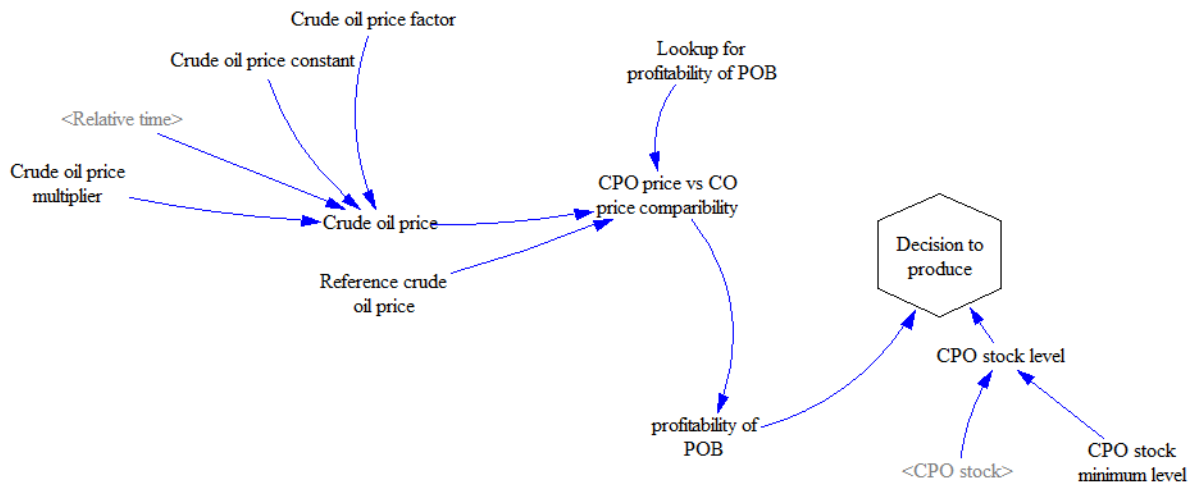 Crude oil price factor
Crude oil price constant
<Relative time>
Crude oil price
multiplier
Crude oil price
Reference crude
oil price
Lookup for
profitability of POB
CPO price vs CO
price comparibility
profitability of
POB
Decision to
produce
CPO stock level
<CPO stock>
CPO stock
minimum level